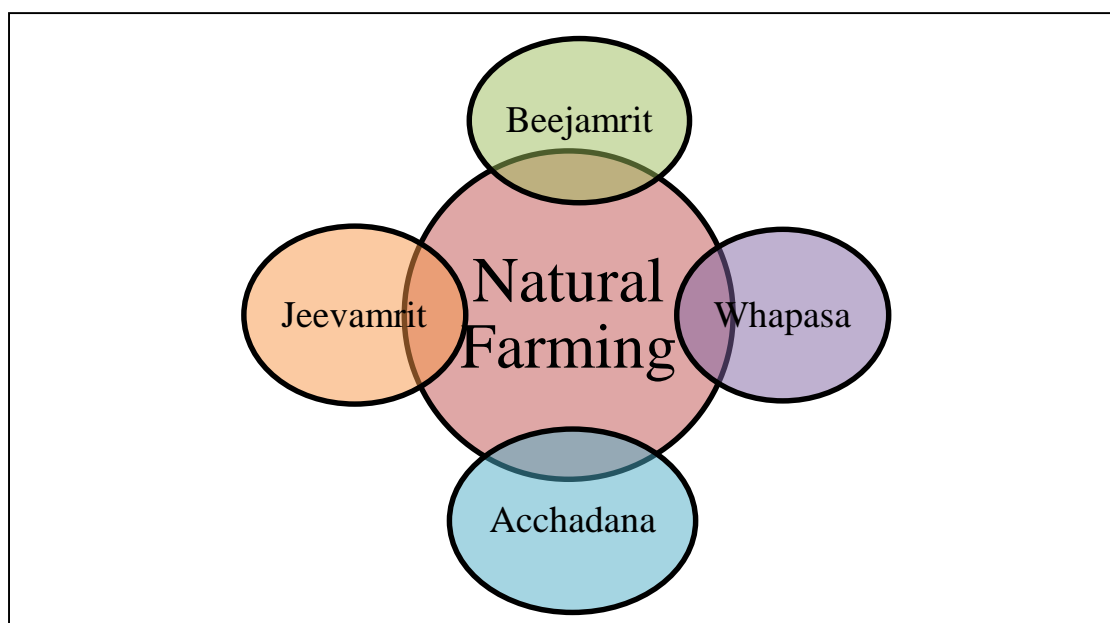 Beejamrit
Jeevamrit
Natural
Farming
Whapasa
Acchadana